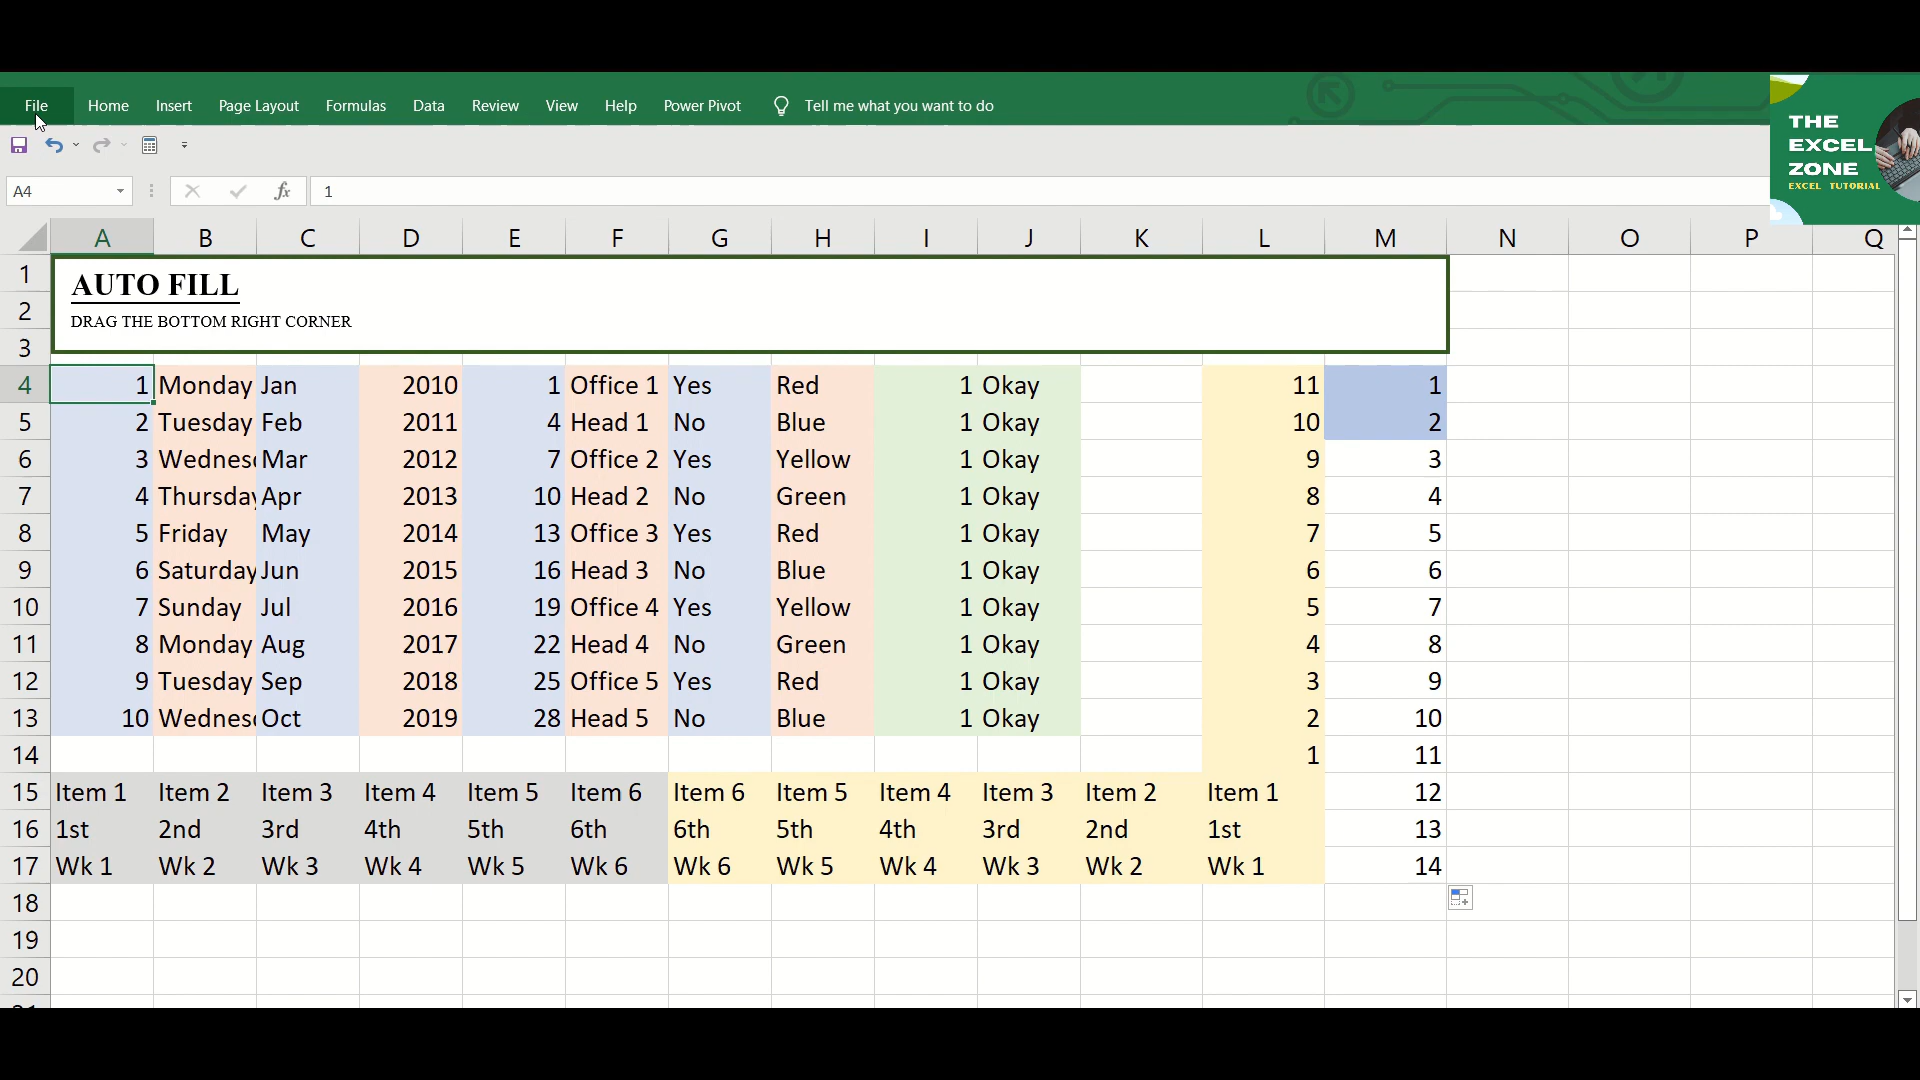 File Home Insert Page Layout Formulas Data Review View Help Power Pivot Tell me what you want to do
THE
EXCEL
ZONE
EXCEL TUTORIAL
A4 fx 1
A B C D E F G H I J K L M N O P Q
1
AUTO FILL
2
DRAG THE BOTTOM RIGHT CORNER
3
4 1 Monday Jan 2010 1 Office 1 Yes Red 1 Okay 11 1
5 2 Tuesday Feb 2011 4 Head 1 No Blue 1 Okay 10 2
6 3 Wednes Mar 2012 7 Office 2 Yes Yellow 1 Okay 9 3
7 4 Thursday Apr 2013 10 Head 2 No Green 1 Okay 8 4
8 5 Friday May 2014 13 Office 3 Yes Red 1 Okay 7 5
9 6 Saturday Jun 2015 16 Head 3 No Blue 1 Okay 6 6
10 7 Sunday Jul 2016 19 Office 4 Yes Yellow 1 Okay 5 7
11 8 Monday Aug 2017 22 Head 4 No Green 1 Okay 4 8
12 9 Tuesday Sep 2018 25 Office 5 Yes Red 1 Okay 3 9
13 10 Wednes Oct 2019 28 Head 5 No Blue 1 Okay 2 10
14 1 11
15 Item 1 Item 2 Item 3 Item 4 Item 5 Item 6 Item 6 Item 5 Item 4 Item 3 Item 2 Item 1 12
16 1st 2nd 3rd 4th 5th 6th 6th 5th 4th 3rd 2nd 1st 13
17 Wk 1 Wk 2 Wk 3 Wk 4 Wk 5 Wk 6 Wk 6 Wk 5 Wk 4 Wk 3 Wk 2 Wk 1 14
18
19
20